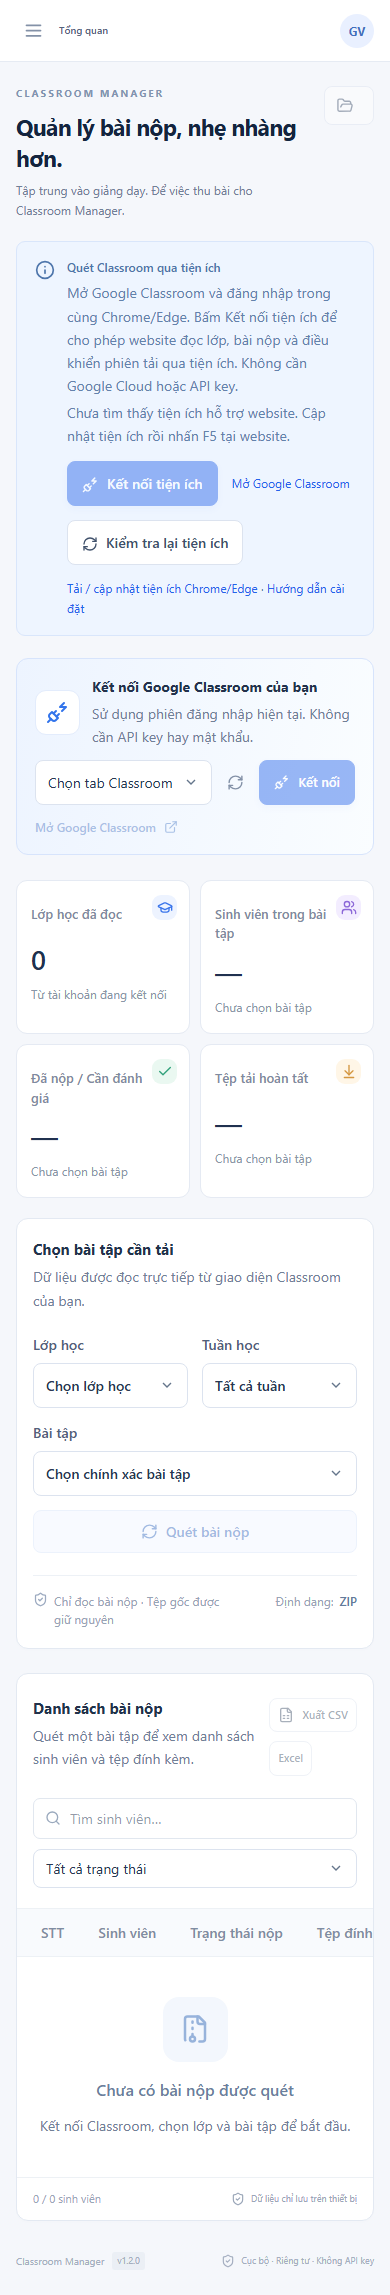 Tổng quan
GV
CLASSROOM MANAGER
Quản lý bài nộp, nhẹ nhàng
hơn.
Tập trung vào giảng dạy. Để việc thu bài cho
Classroom Manager.
Quét Classroom qua tiện ích
Mở Google Classroom và đăng nhập trong
cùng Chrome/Edge. Bấm Kết nối tiện ích để
cho phép website đọc lớp, bài nộp và điều
khiển phiên tải qua tiện ích. Không cần
Google Cloud hoặc API key.
Chưa tìm thấy tiện ích hỗ trợ website. Cập
nhật tiện ích rồi nhấn F5 tại website.
Kết nối tiện ích
Mở Google Classroom
Kiểm tra lại tiện ích
Tải / cập nhật tiện ích Chrome/Edge · Hướng dẫn cài
đặt
Kết nối Google Classroom của bạn
Sử dụng phiên đăng nhập hiện tại. Không
cần API key hay mật khẩu.
Chọn tab Classroom
Kết nối
Mở Google Classroom
Lớp học đã đọc
0
Từ tài khoản đang kết nối
Sinh viên trong bài
tập
—
Chưa chọn bài tập
Đã nộp / Cần đánh
giá
—
Chưa chọn bài tập
Tệp tải hoàn tất
—
Chưa chọn bài tập
Chọn bài tập cần tải
Dữ liệu được đọc trực tiếp từ giao diện Classroom
của bạn.
Lớp học
Tuần học
Chọn lớp học
Tất cả tuần
Bài tập
Chọn chính xác bài tập
Quét bài nộp
Chỉ đọc bài nộp · Tệp gốc được
giữ nguyên
Định dạng: ZIP
Danh sách bài nộp
Quét một bài tập để xem danh sách
sinh viên và tệp đính kèm.
Xuất CSV
Excel
Tìm sinh viên...
Tất cả trạng thái
STT Sinh viên Trạng thái nộp Tệp đính
Chưa có bài nộp được quét
Kết nối Classroom, chọn lớp và bài tập để bắt đầu.
0 / 0 sinh viên
Dữ liệu chỉ lưu trên thiết bị
Classroom Manager v1.2.0
Cục bộ · Riêng tư · Không API key